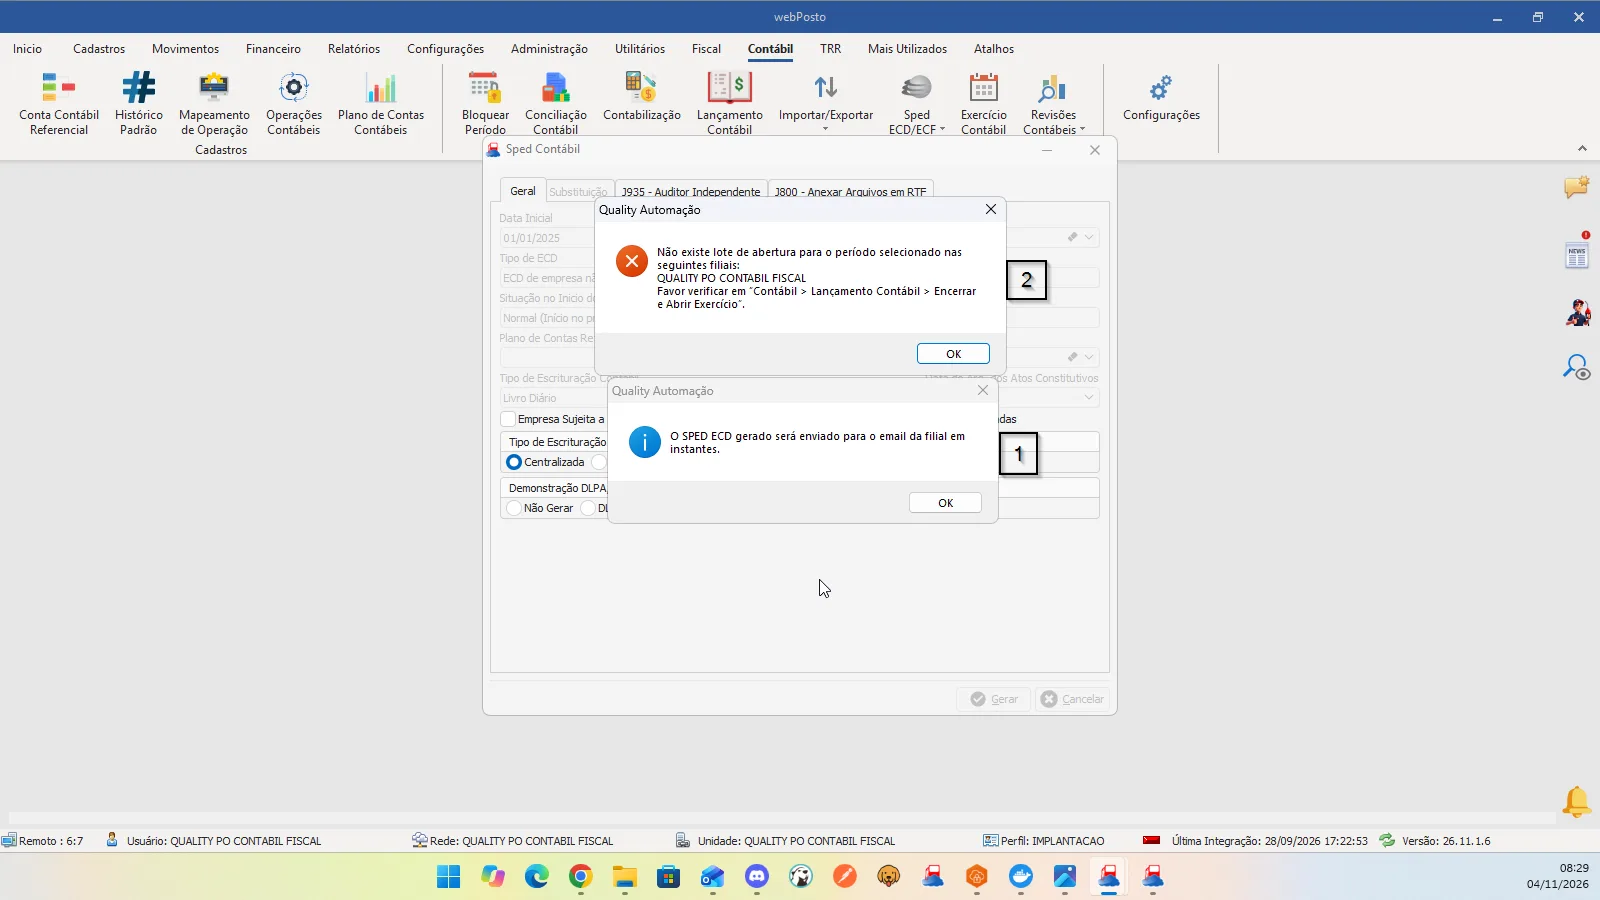 webPosto
Inicio Cadastros Movimentos Financeiro Relatórios Configurações Administração Utilitários Fiscal Contábil TRR Mais Utilizados Atalhos
Conta Contábil Referencial
Histórico Padrão
Mapeamento de Operação
Operações Contábeis
Plano de Contas Contábeis
Cadastros
Bloquear Período
Conciliação Contábil
Contabilização
Lançamento Contábil
Importar/Exportar
Sped ECD/ECF
Exercício Contábil
Revisões Contábeis
Configurações
NEWS
Sped Contábil
Geral Substituição J935 - Auditor Independente J800 - Anexar Arquivos em RTF
Data Inicial
01/01/2025
Tipo de ECD
ECD de empresa nã
Situação no Inicio d
Normal (Início no p
Plano de Contas Re
Tipo de Escrituração
Atos Constitutivos
Livro Diário
Empresa Sujeita a
das
Tipo de Escrituração
Centralizada
Demonstração DLPA,
Não Gerar
Gerar Cancelar
Quality Automação
Não existe lote de abertura para o período selecionado nas
seguintes filiais:
QUALITY PO CONTABIL FISCAL
Favor verificar em "Contábil > Lançamento Contábil > Encerrar
e Abrir Exercício".
OK
2
Quality Automação
O SPED ECD gerado será enviado para o email da filial em
instantes.
OK
1
Remoto : 6:7 Usuário: QUALITY PO CONTABIL FISCAL Rede: QUALITY PO CONTABIL FISCAL Unidade: QUALITY PO CONTABIL FISCAL Perfil: IMPLANTACAO Última Integração: 28/09/2026 17:22:53 Versão: 26.11.1.6
08:29
04/11/2026